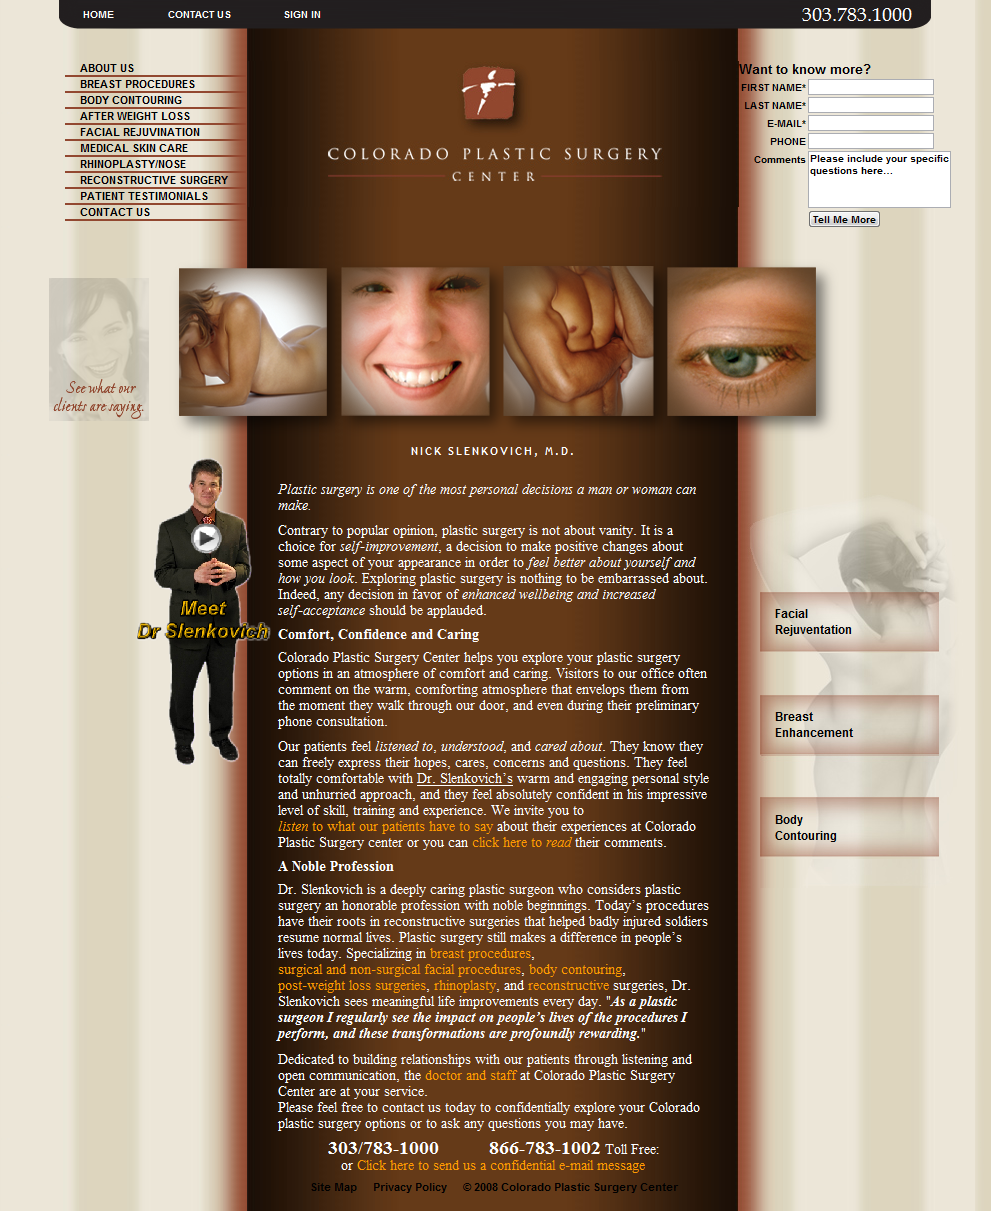 HOME CONTACT US SIGN IN 303.783.1000
ABOUT US
BREAST PROCEDURES
BODY CONTOURING
AFTER WEIGHT LOSS
FACIAL REJUVINATION
MEDICAL SKIN CARE
RHINOPLASTY/NOSE
RECONSTRUCTIVE SURGERY
PATIENT TESTIMONIALS
CONTACT US
COLORADO PLASTIC SURGERY
CENTER
Want to know more?
FIRST NAME*
LAST NAME*
E-MAIL*
PHONE
Comments Please include your specific
questions here...
Tell Me More
See what our
clients are saying.
NICK SLENKOVICH, M.D.
Plastic surgery is one of the most personal decisions a man or woman can
make.
Contrary to popular opinion, plastic surgery is not about vanity. It is a
choice for self-improvement, a decision to make positive changes about
some aspect of your appearance in order to feel better about yourself and
how you look. Exploring plastic surgery is nothing to be embarrassed about.
Indeed, any decision in favor of enhanced wellbeing and increased
self-acceptance should be applauded.
Meet
Dr Slenkovich
Comfort, Confidence and Caring
Colorado Plastic Surgery Center helps you explore your plastic surgery
options in an atmosphere of comfort and caring. Visitors to our office often
comment on the warm, comforting atmosphere that envelops them from
the moment they walk through our door, and even during their preliminary
phone consultation.
Our patients feel listened to, understood, and cared about. They know they
can freely express their hopes, cares, concerns and questions. They feel
totally comfortable with Dr. Slenkovich’s warm and engaging personal style
and unhurried approach, and they feel absolutely confident in his impressive
level of skill, training and experience. We invite you to
listen to what our patients have to say about their experiences at Colorado
Plastic Surgery center or you can click here to read their comments.
A Noble Profession
Dr. Slenkovich is a deeply caring plastic surgeon who considers plastic
surgery an honorable profession with noble beginnings. Today’s procedures
have their roots in reconstructive surgeries that helped badly injured soldiers
resume normal lives. Plastic surgery still makes a difference in people’s
lives today. Specializing in breast procedures,
surgical and non-surgical facial procedures, body contouring,
post-weight loss surgeries, rhinoplasty, and reconstructive surgeries, Dr.
Slenkovich sees meaningful life improvements every day. "As a plastic
surgeon I regularly see the impact on people’s lives of the procedures I
perform, and these transformations are profoundly rewarding."
Dedicated to building relationships with our patients through listening and
open communication, the doctor and staff at Colorado Plastic Surgery
Center are at your service.
Please feel free to contact us today to confidentially explore your Colorado
plastic surgery options or to ask any questions you may have.
303/783-1000 866-783-1002 Toll Free:
or Click here to send us a confidential e-mail message
Site Map Privacy Policy © 2008 Colorado Plastic Surgery Center
Facial
Rejuventation
Breast
Enhancement
Body
Contouring